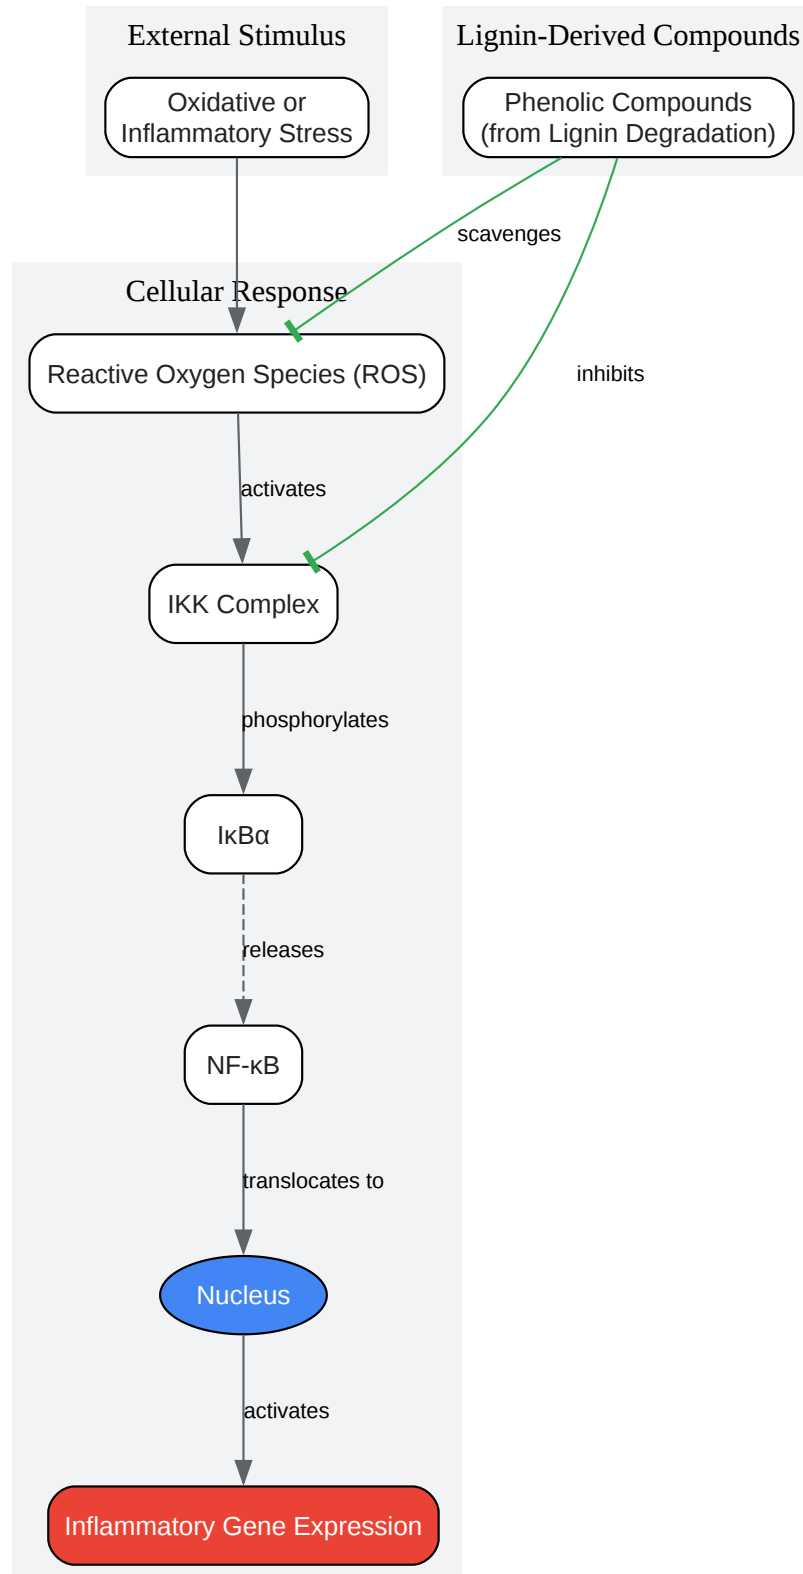 External Stimulus
Lignin-Derived Compounds
Oxidative or
Inflammatory Stress
Phenolic Compounds
(from Lignin Degradation)
scavenges
Cellular Response
Reactive Oxygen Species (ROS)
inhibits
activates
IKK Complex
phosphorylates
IκBα
releases
NF-κB
translocates to
Nucleus
activates
Inflammatory Gene Expression